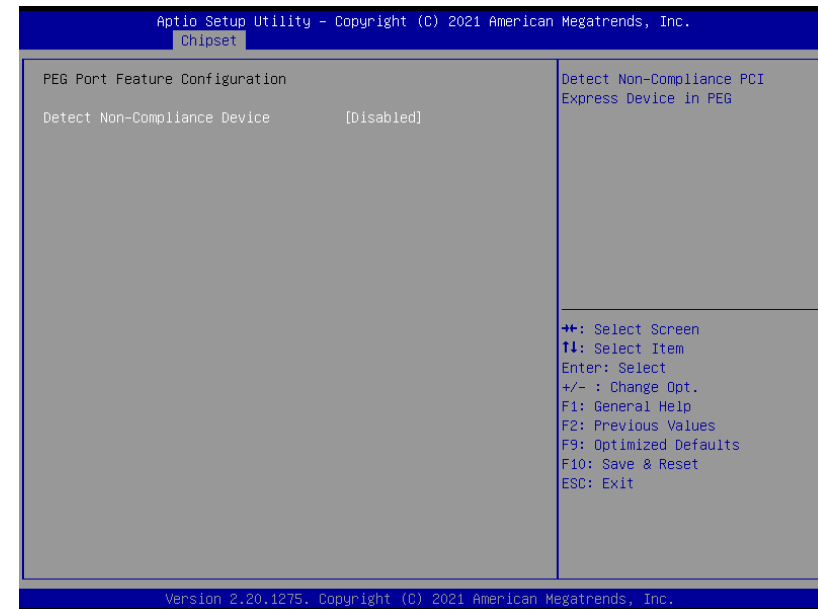 Aptio Setup Utility – Copyright (C) 2021 American Megatrends, Inc.
Chipset
PEG Port Feature Configuration
Detect Non-Compliance Device [Disabled]
Detect Non-Compliance PCI
Express Device in PEG
→←: Select Screen
↑↓: Select Item
Enter: Select
+/- : Change Opt.
F1: General Help
F2: Previous Values
F9: Optimized Defaults
F10: Save & Reset
ESC: Exit
Version 2.20.1275. Copyright (C) 2021 American Megatrends, Inc.